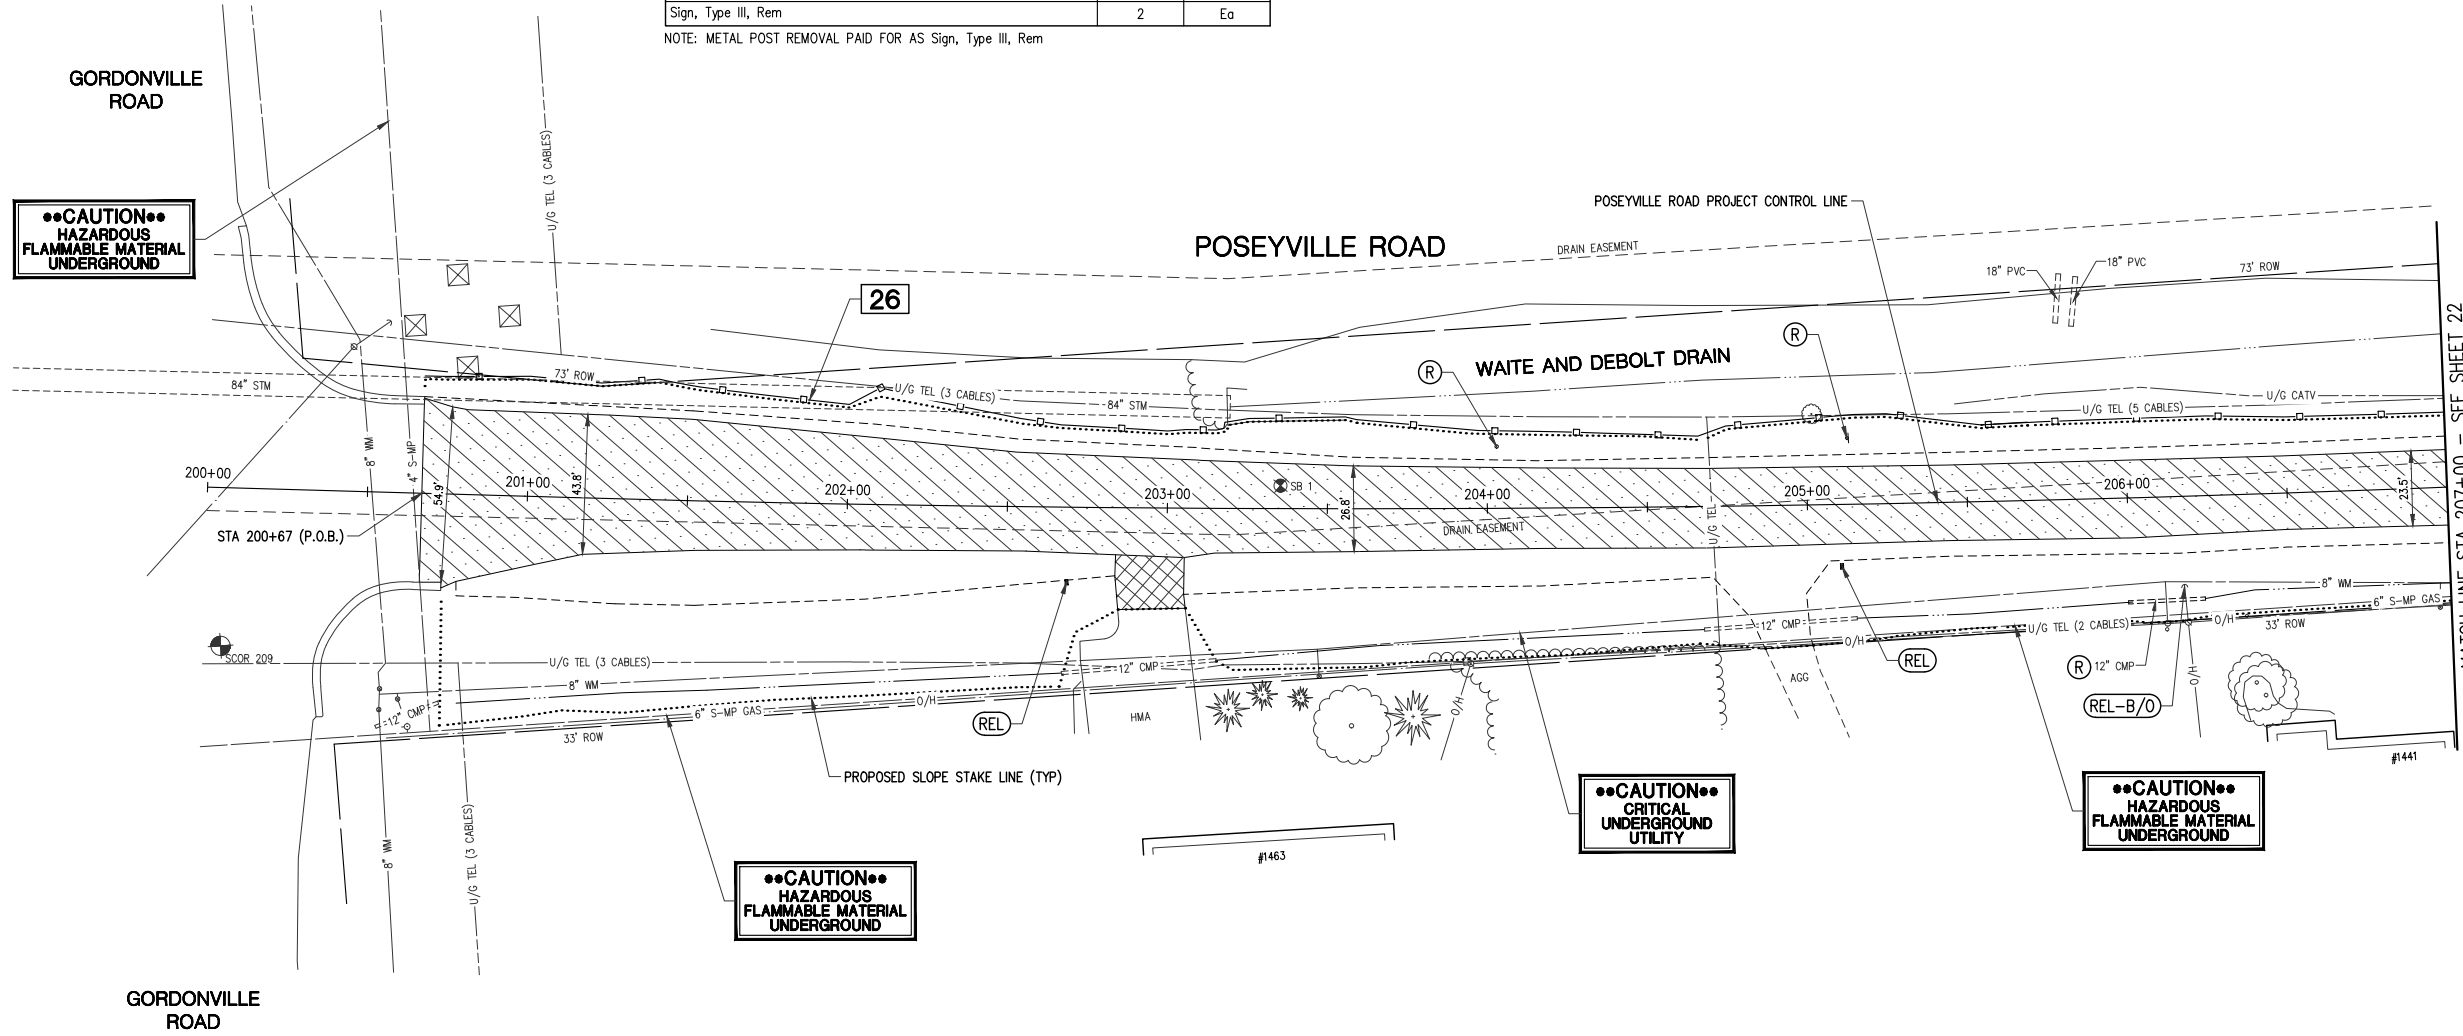 Sign, Type III, Rem 2 Ea
NOTE: METAL POST REMOVAL PAID FOR AS Sign, Type III, Rem
GORDONVILLE
ROAD
U/G TEL (3 CABLES)
••CAUTION••
HAZARDOUS
FLAMMABLE MATERIAL
UNDERGROUND
POSEYVILLE ROAD PROJECT CONTROL LINE
POSEYVILLE ROAD
DRAIN EASEMENT
18" PVC
18" PVC
73' ROW
26
R
R
WAITE AND DEBOLT DRAIN
84" STM
73' ROW
U/G TEL (3 CABLES)
84" STM
U/G TEL (5 CABLES)
U/G CATV
MATCH LINE STA 207+00 - SEE SHEET 22
8" WM
4" S-MP
200+00
201+00
202+00
203+00
204+00
205+00
206+00
54.9'
43.8'
SB 1
26.8'
23.5'
STA 200+67 (P.O.B.)
DRAIN EASEMENT
U/G TEL
SCOR 209
U/G TEL (3 CABLES)
8" WM
12" CMP
12" CMP
12" CMP
8" WM
6" S-MP GAS
U/G TEL (2 CABLES)
O/H
O/H
33' ROW
R 12" CMP
REL
REL
AGG
REL-B/O
O/H
12" CMP
6" S-MP GAS
O/H
HMA
O/H
33' ROW
PROPOSED SLOPE STAKE LINE (TYP)
#1441
••CAUTION••
CRITICAL
UNDERGROUND
UTILITY
••CAUTION••
HAZARDOUS
FLAMMABLE MATERIAL
UNDERGROUND
8" WM
U/G TEL (3 CABLES)
#1463
••CAUTION••
HAZARDOUS
FLAMMABLE MATERIAL
UNDERGROUND
GORDONVILLE
ROAD